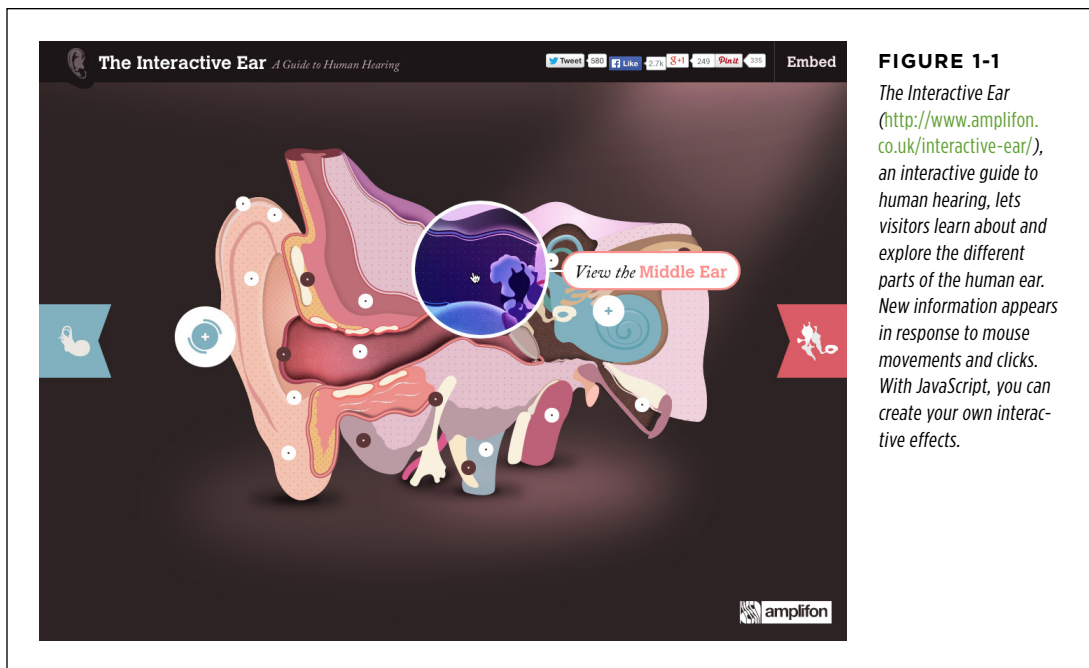 The Interactive Ear A Guide to Human Hearing
Tweet 580 Like 2.7k +1 249 Pin it 335
Embed
View the Middle Ear
amplifon
FIGURE 1-1
The Interactive Ear
(http://www.amplifon.
co.uk/interactive-ear/),
an interactive guide to
human hearing, lets
visitors learn about and
explore the different
parts of the human ear.
New information appears
in response to mouse
movements and clicks.
With JavaScript, you can
create your own interac-
tive effects.